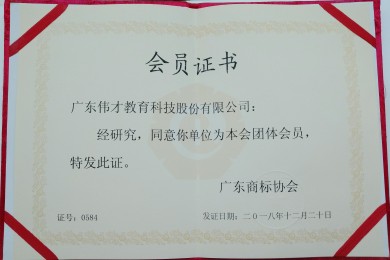 会员证书
广东伟才教育科技股份有限公司:
经研究，同意你单位为本会团体会员，
特发此证。
广东商标协会
证号：0584
发证日期：二〇一八年十二月二十日